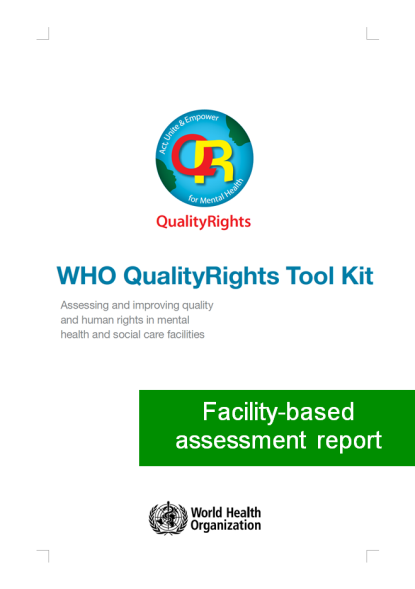 Act, Unite & Empower
QR
for Mental Health
QualityRights
WHO QualityRights Tool Kit
Assessing and improving quality
and human rights in mental
health and social care facilities
Facility-based
assessment report
World Health
Organization